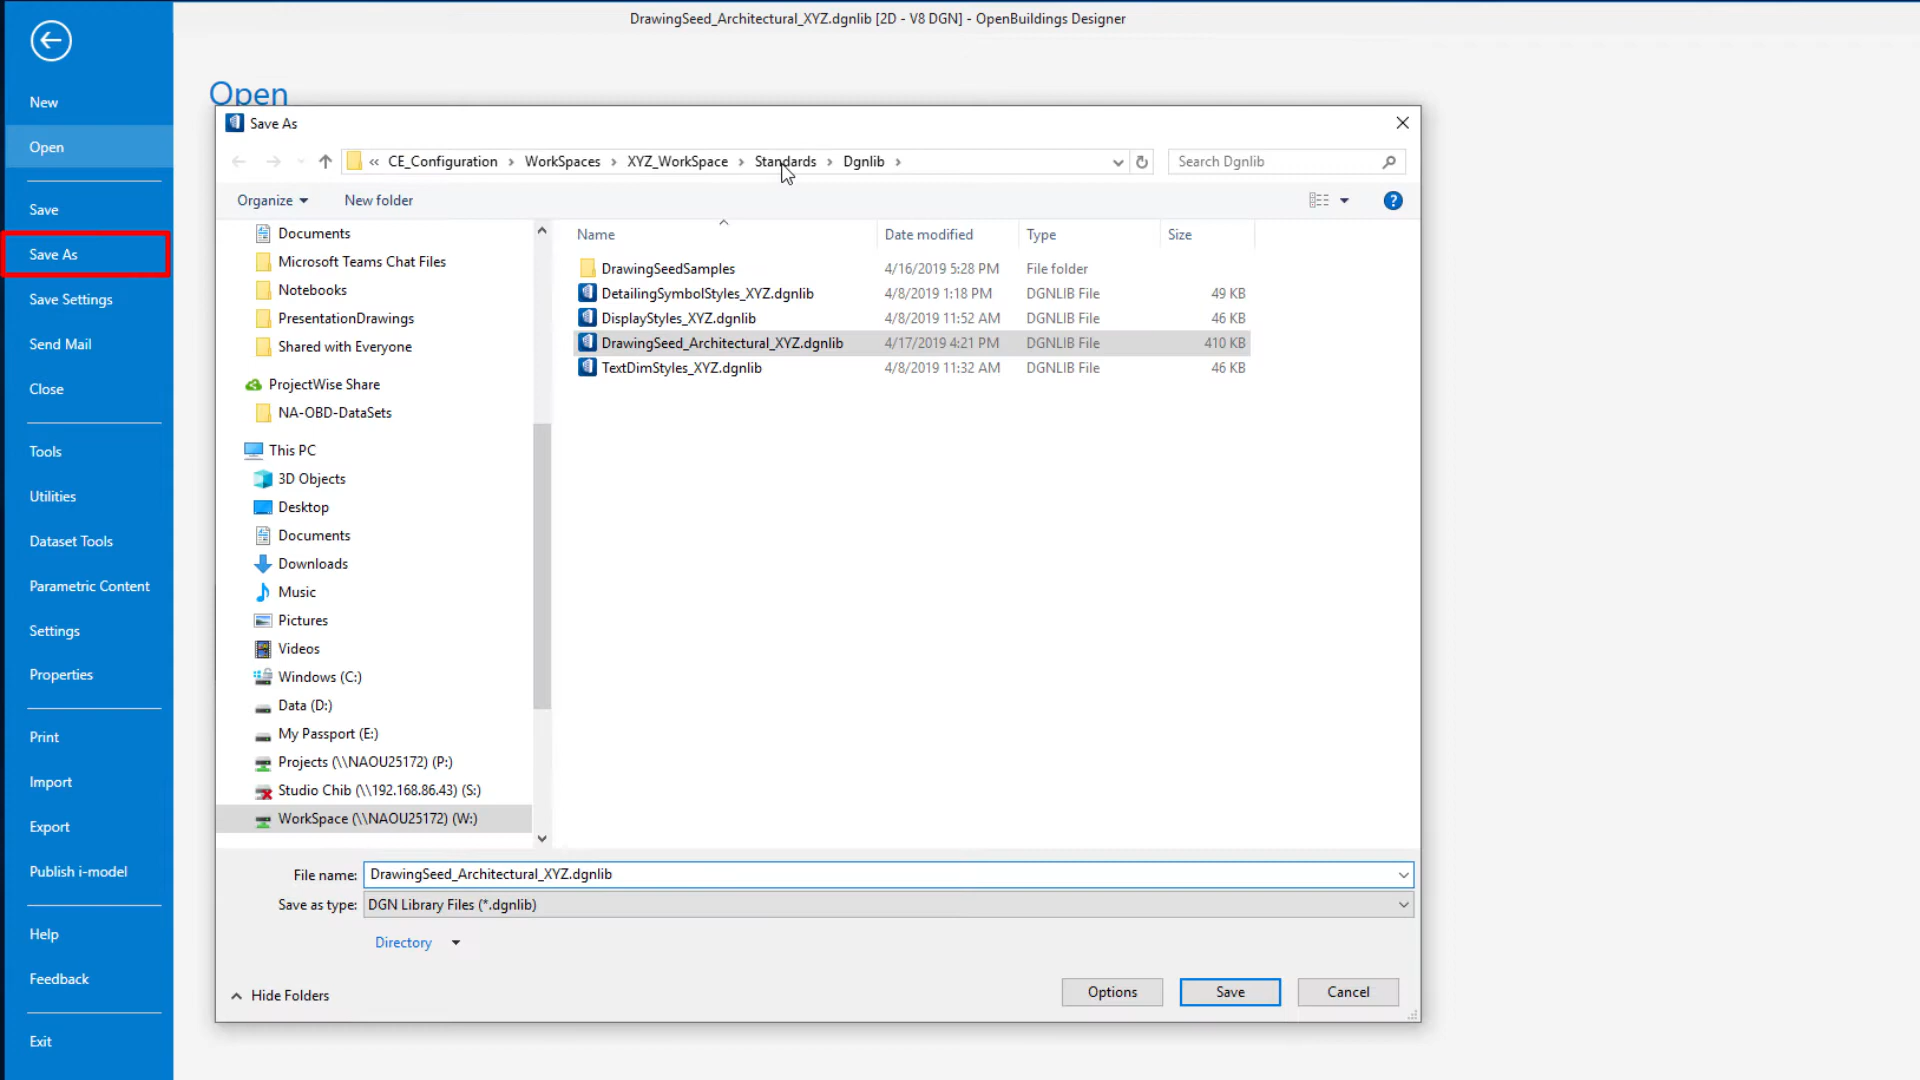 DrawingSeed_Architectural_XYZ.dgnlib [2D - V8 DGN] - OpenBuildings Designer
New
Open
Save
Save As
Save Settings
Send Mail
Close
Tools
Utilities
Dataset Tools
Parametric Content
Settings
Properties
Print
Import
Export
Publish i-model
Help
Feedback
Exit
Open
Save As
« CE_Configuration › WorkSpaces › XYZ_WorkSpace › Standards › Dgnlib ›
Search Dgnlib
Organize
New folder
?
Documents
Microsoft Teams Chat Files
Notebooks
PresentationDrawings
Shared with Everyone
ProjectWise Share
NA-OBD-DataSets
This PC
3D Objects
Desktop
Documents
Downloads
Music
Pictures
Videos
Windows (C:)
Data (D:)
My Passport (E:)
Projects (\\NAOU25172) (P:)
Studio Chib (\\192.168.86.43) (S:)
WorkSpace (\\NAOU25172) (W:)
Name Date modified Type Size
DrawingSeedSamples 4/16/2019 5:28 PM File folder
DetailingSymbolStyles_XYZ.dgnlib 4/8/2019 1:18 PM DGNLIB File 49 KB
DisplayStyles_XYZ.dgnlib 4/8/2019 11:52 AM DGNLIB File 46 KB
DrawingSeed_Architectural_XYZ.dgnlib 4/17/2019 4:21 PM DGNLIB File 410 KB
TextDimStyles_XYZ.dgnlib 4/8/2019 11:32 AM DGNLIB File 46 KB
File name: DrawingSeed_Architectural_XYZ.dgnlib
Save as type: DGN Library Files (*.dgnlib)
Directory
Hide Folders
Options
Save
Cancel